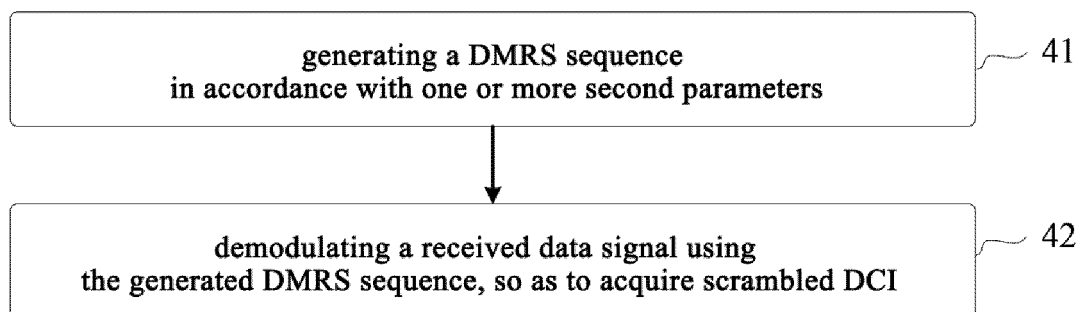 generating a DMRS sequence
in accordance with one or more second parameters
41
demodulating a received data signal using
the generated DMRS sequence, so as to acquire scrambled DCI
42